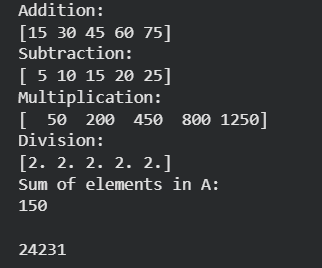 Addition:
[15 30 45 60 75]
Subtraction:
[ 5 10 15 20 25]
Multiplication:
[  50  200  450  800 1250]
Division:
[2. 2. 2. 2. 2.]
Sum of elements in A:
150
24231